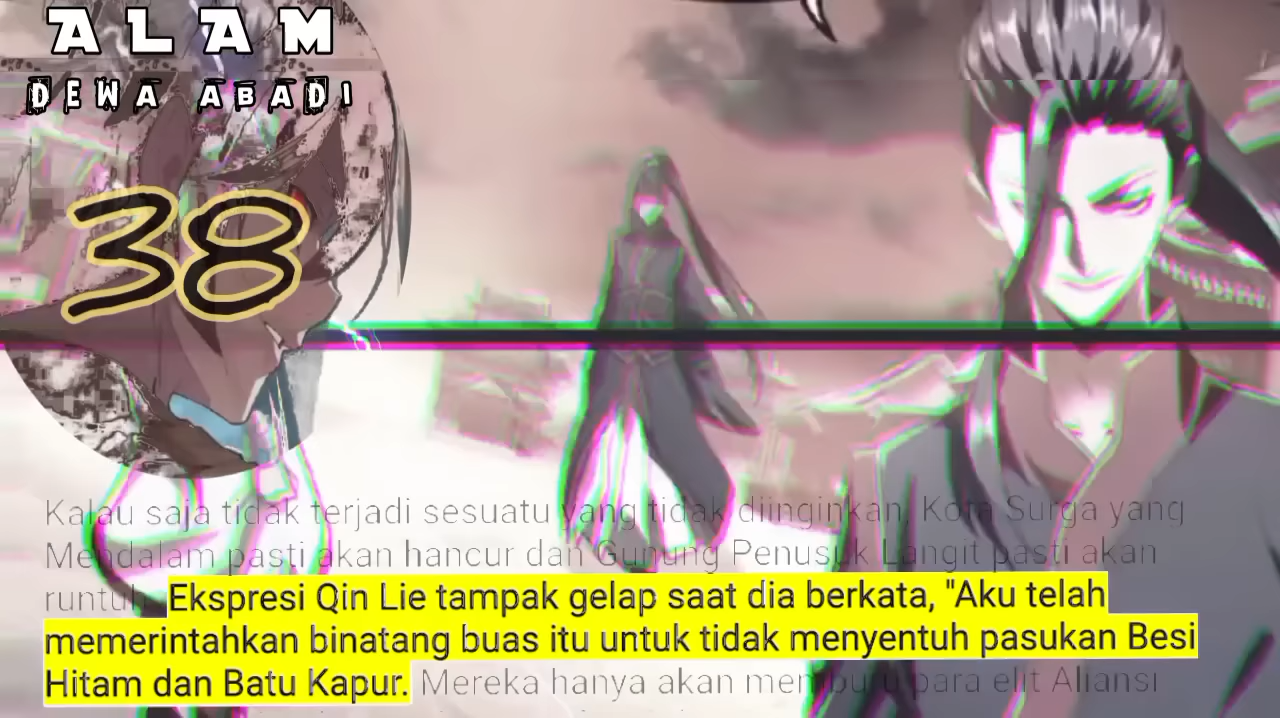 ALAM
DEWA ABADI
38
Kalau saja tidak terjadi sesuatu yang tidak diinginkan, Kota Surga yang
Mendalam pasti akan hancur dan Gunung Penusuk Langit pasti akan
runtuh. Ekspresi Qin Lie tampak gelap saat dia berkata, "Aku telah
memerintahkan binatang buas itu untuk tidak menyentuh pasukan Besi
Hitam dan Batu Kapur. Mereka hanya akan memburu para elit Aliansi